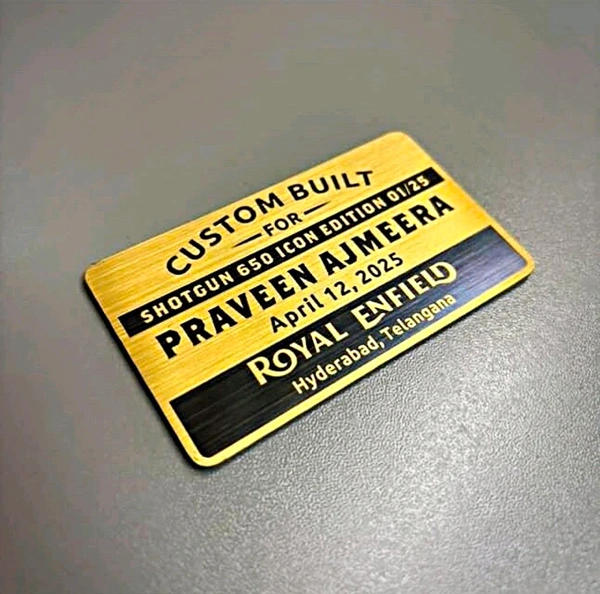 CUSTOM BUILT
FOR
SHOTGUN 650 ICON EDITION 01/25
PRAVEEN AJMEERA
April 12, 2025
ROYAL ENFIELD
Hyderabad, Telangana